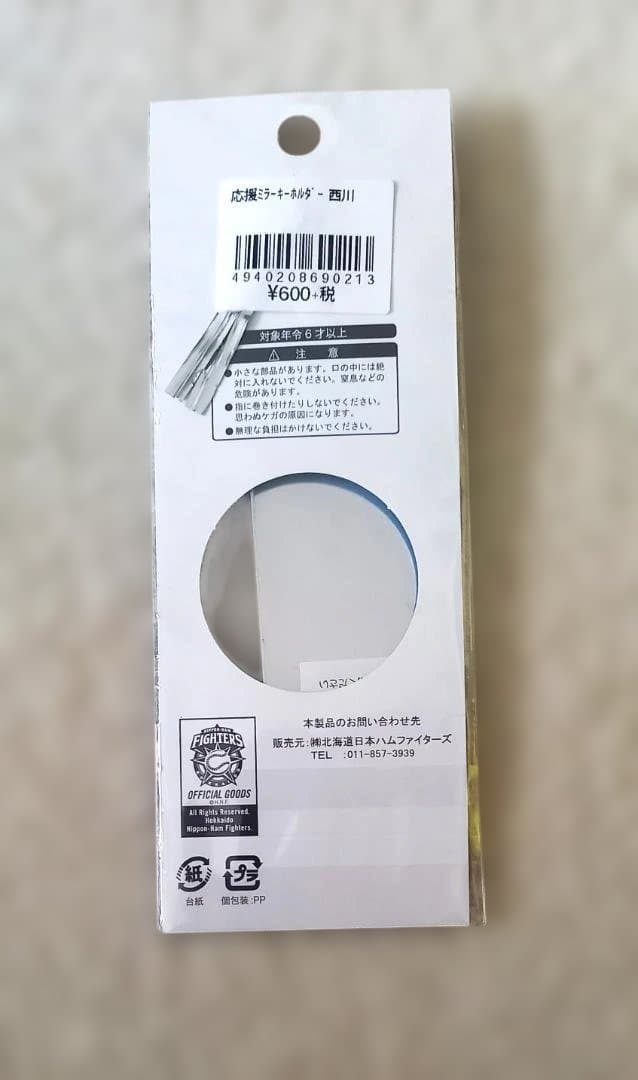 応援ミラーキーホルダー 西川
4940208690213
¥600+税
対象年令6才以上
⚠ 注 意
●小さな部品があります。口の中には絶
対に入れないでください。窒息などの
危険があります。
●指に巻き付けたりしないでください。
思わぬケガの原因になります。
●無理な負担はかけないでください。
本製品のお問い合わせ先
販売元:㈱北海道日本ハムファイターズ
TEL :011-857-3939
NIPPON-HAM
FIGHTERS
OFFICIAL GOODS
©H.N.F.
All Rights Reserved.
Hokkaido
Nippon-Ham Fighters.
紙
プラ
台紙
個包装:PP